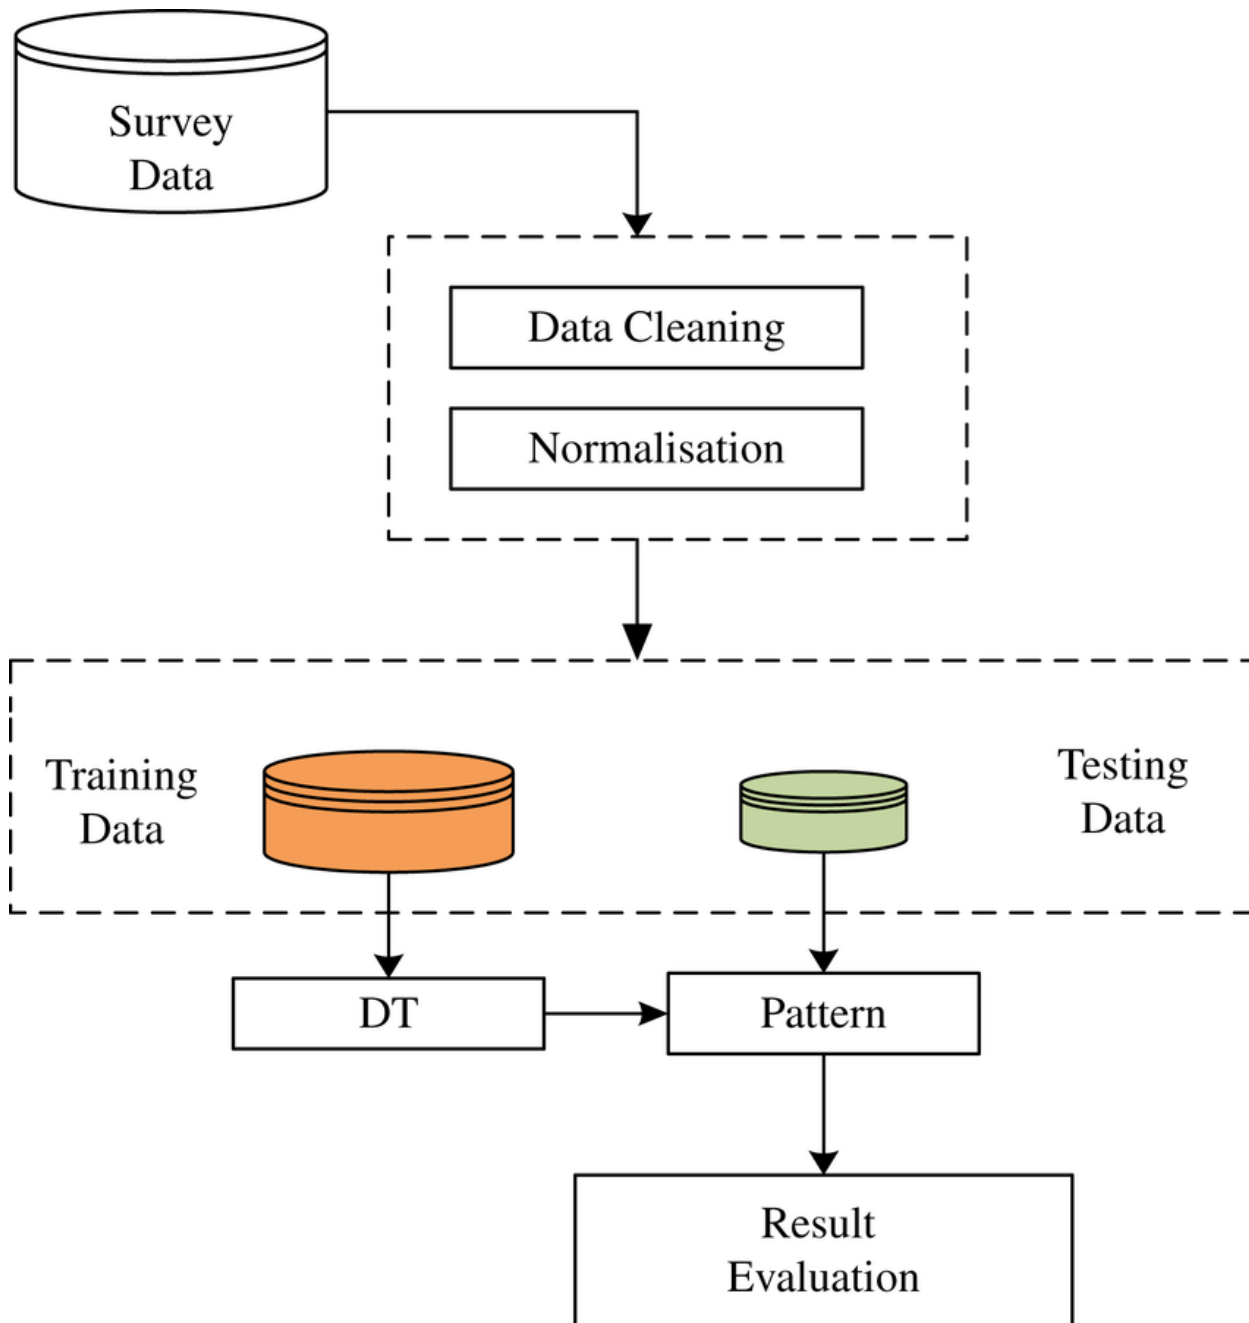 Survey
Data
Data Cleaning
Normalisation
Training
Data
Testing
Data
DT
Pattern
Result
Evaluation